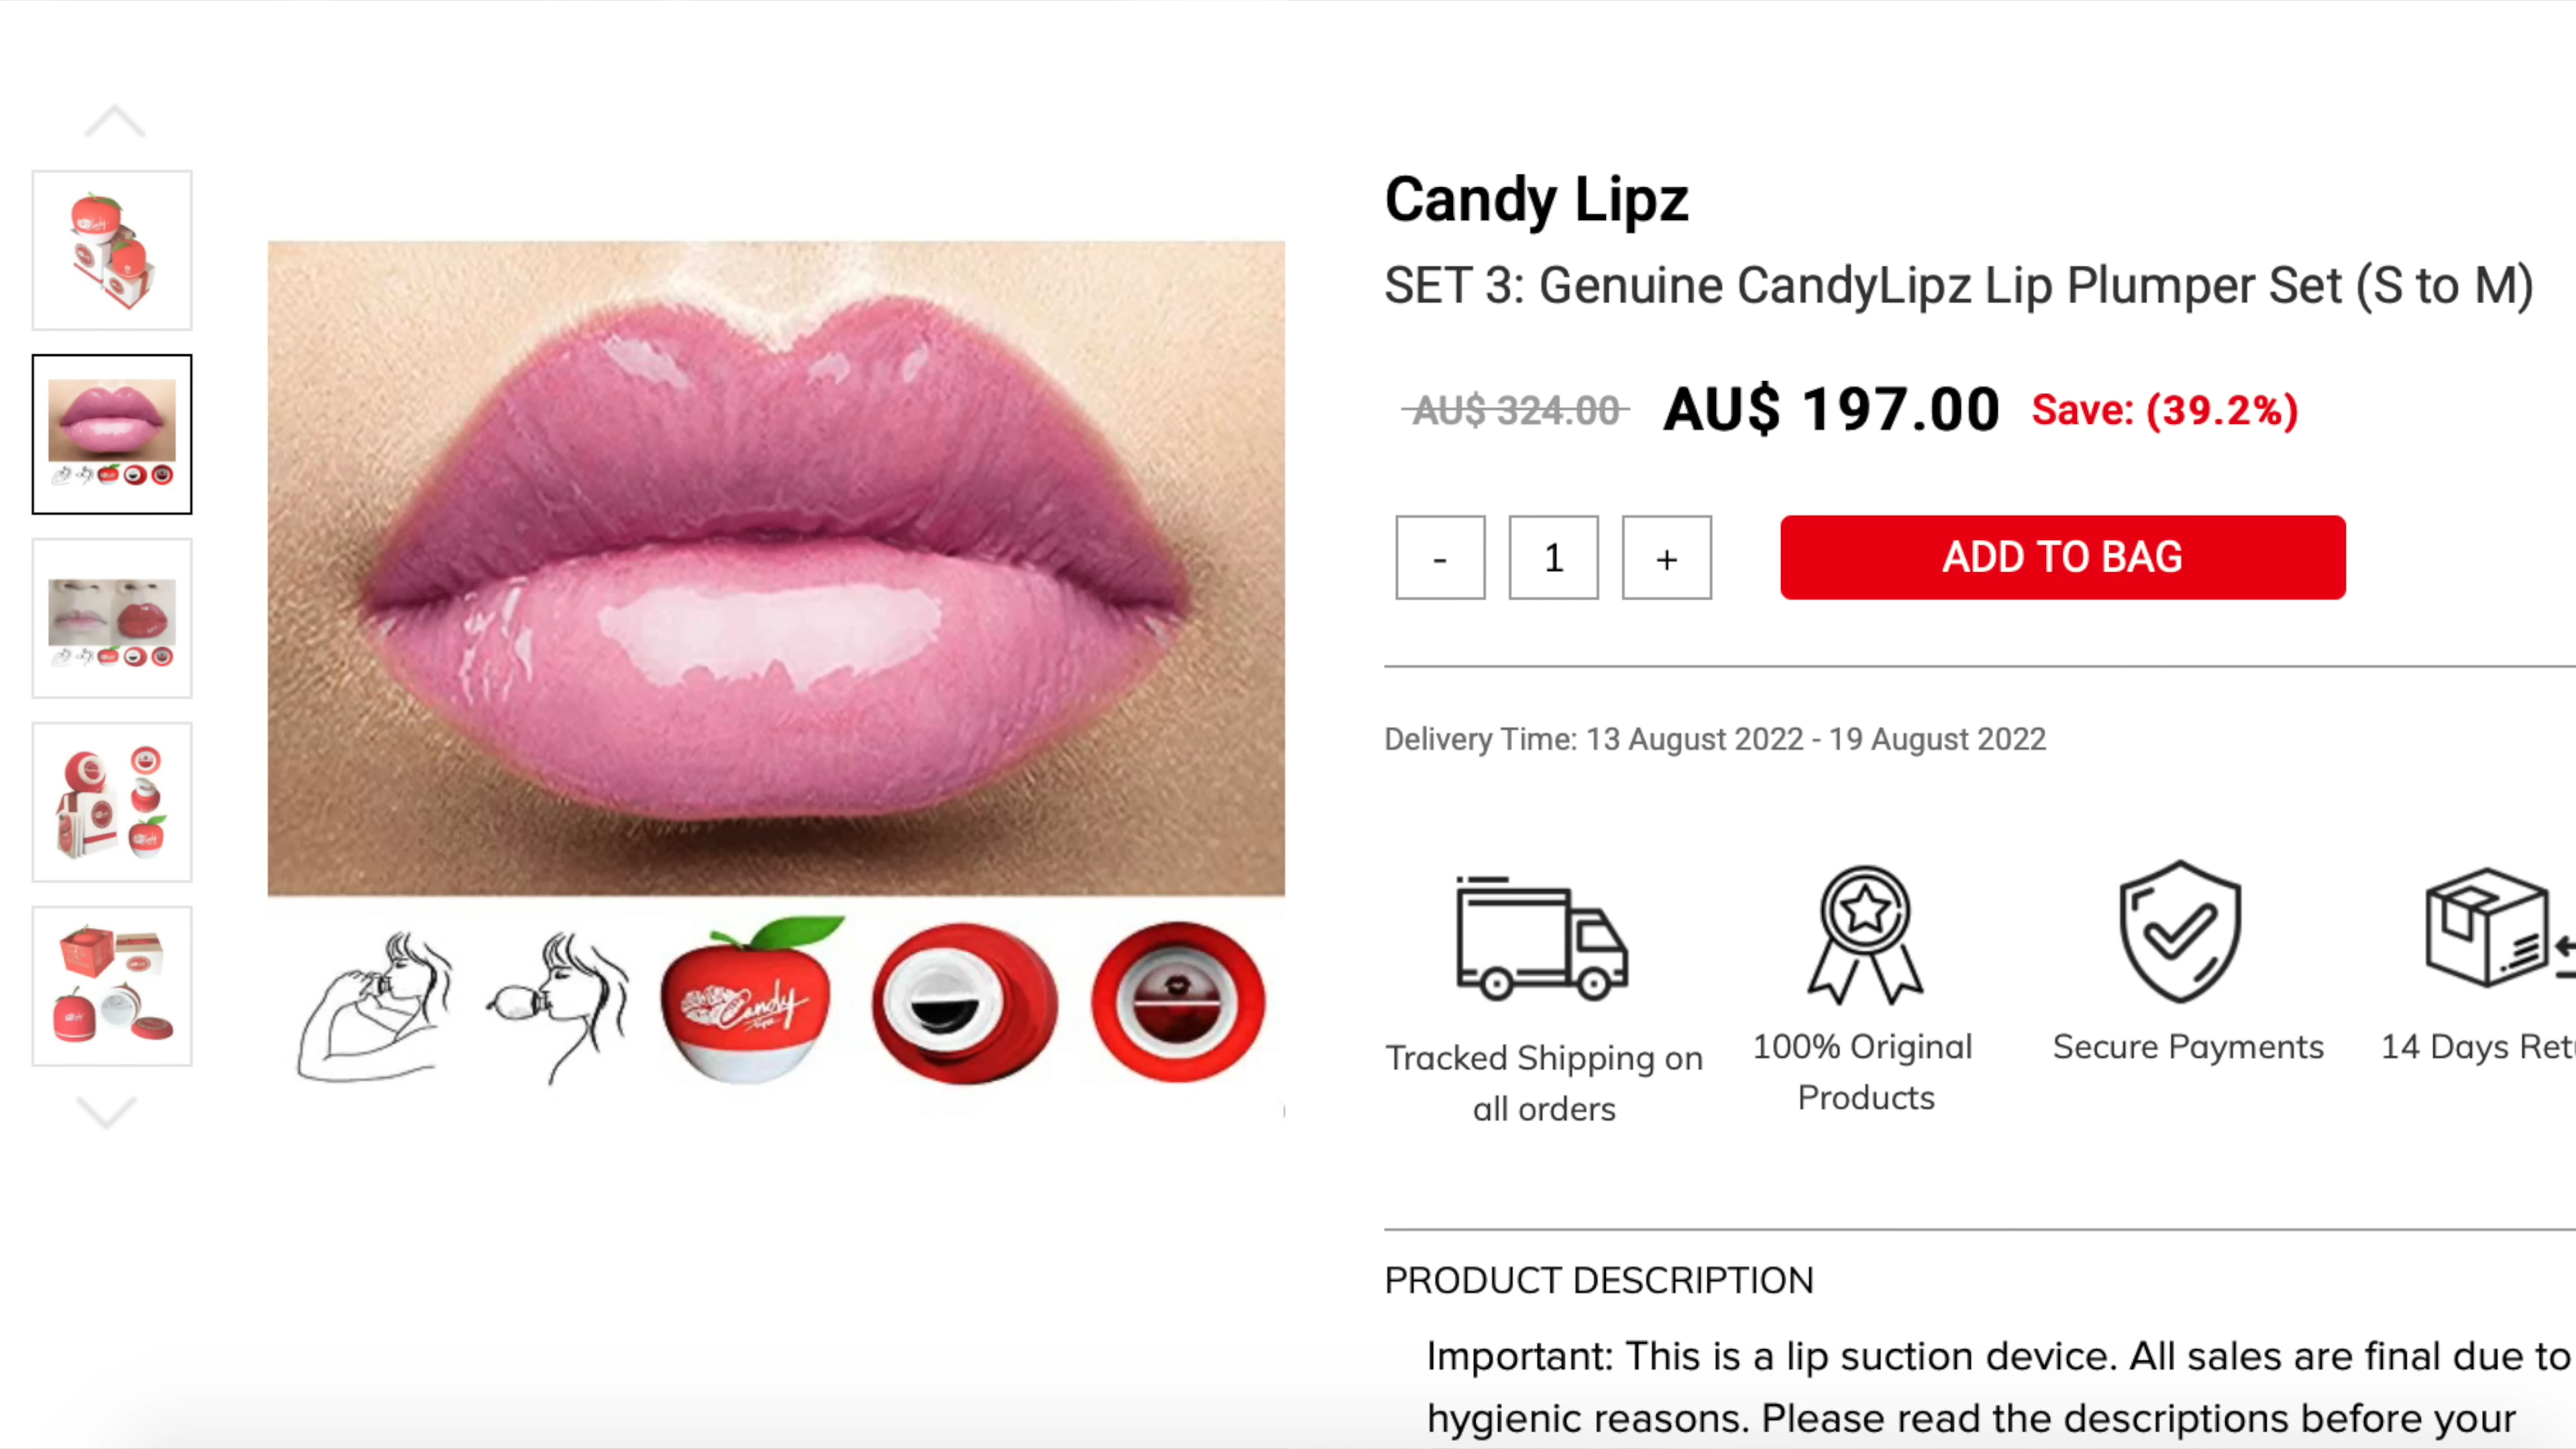 Candy Lipz
SET 3: Genuine CandyLipz Lip Plumper Set (S to M)
AU$ 324.00 AU$ 197.00 Save: (39.2%)
- 1 + ADD TO BAG
Delivery Time: 13 August 2022 - 19 August 2022
Candy
Tracked Shipping on
all orders
100% Original
Products
Secure Payments
14 Days
PRODUCT DESCRIPTION
Important: This is a lip suction device. All sales are final due to
hygienic reasons. Please read the descriptions before your